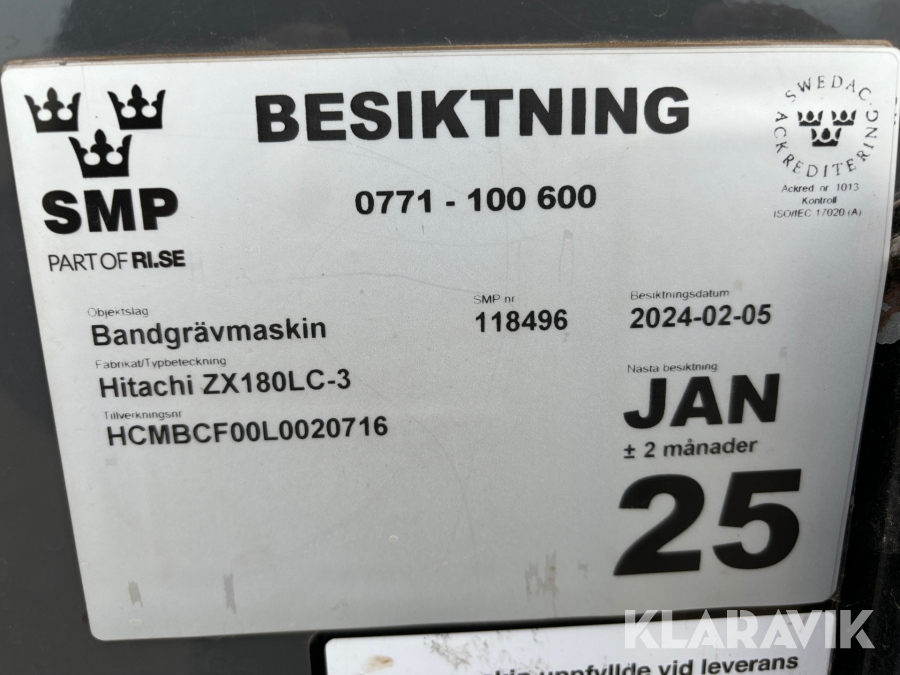 BESIKTNING
0771 - 100 600
SMP
PART OF RI.SE
SWEDAC
ACKREDITERING
Ackred nr 1013
Kontroll
ISO/IEC 17020 (A)
Objektslag
Bandgrävmaskin
SMP nr
118496
Besiktningsdatum
2024-02-05
Fabrikat/Typbeteckning
Hitachi ZX180LC-3
Tillverkningsnr
HCMBCF00L0020716
Nästa besiktning
JAN
± 2 månader
25
KLARAVIK
uppfyllde vid leverans